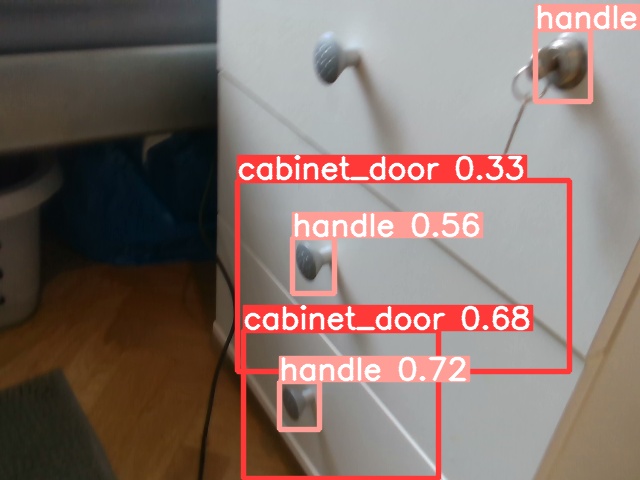 handle
cabinet_door 0.33
handle 0.56
cabinet_door 0.68
handle 0.72